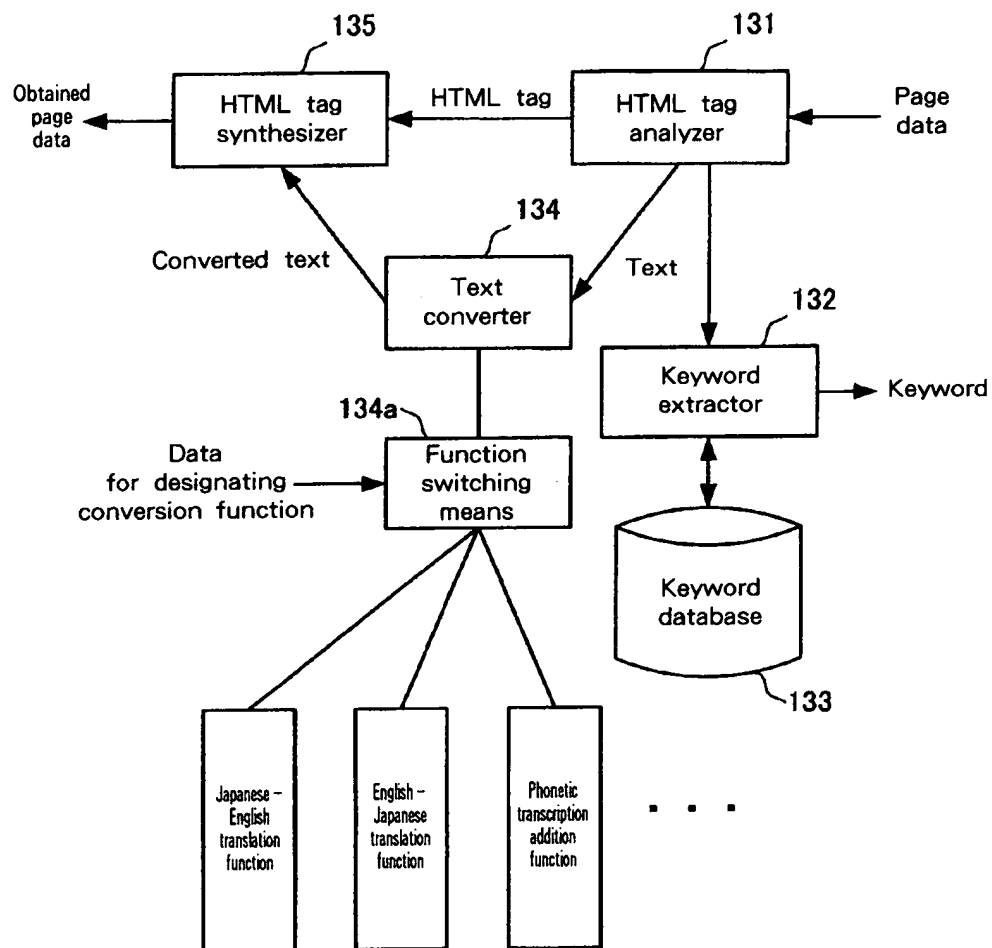 135
131
Obtained
page
data
HTML tag
synthesizer
HTML tag
HTML tag
analyzer
Page
data
134
Converted text
Text
converter
Text
132
Keyword
extractor
Keyword
134a
Data
for designating
conversion function
Function
switching
means
Keyword
database
133
Japanese –
English
translation
function
English –
Japanese
translation
function
Phonetic
transcription
addition
function
. . .